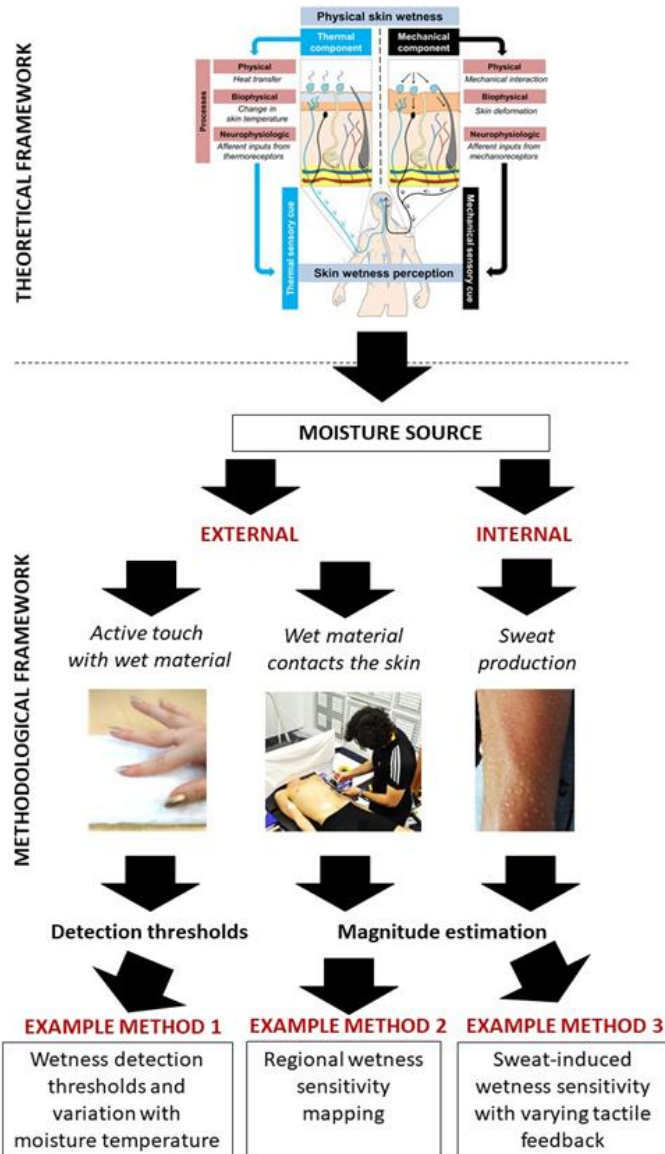 THEORETICAL FRAMEWORK
Physical skin wetness
Thermal
component
Mechanical
component
Processes
Physical
Heat transfer
Biophysical
Change in
skin temperature
Neurophysiologic
Afferent inputs from
thermoreceptors
Physical
Mechanical interaction
Biophysical
Skin deformation
Neurophysiologic
Afferent inputs from
mechanoreceptors
Thermal sensory cue
Skin wetness perception
Mechanical sensory cue
METHODOLOGICAL FRAMEWORK
MOISTURE SOURCE
EXTERNAL
INTERNAL
Active touch
with wet material
Wet material
contacts the skin
Sweat
production
Detection thresholds
Magnitude estimation
EXAMPLE METHOD 1
Wetness detection
thresholds and
variation with
moisture temperature
EXAMPLE METHOD 2
Regional wetness
sensitivity
mapping
EXAMPLE METHOD 3
Sweat-induced
wetness sensitivity
with varying tactile
feedback